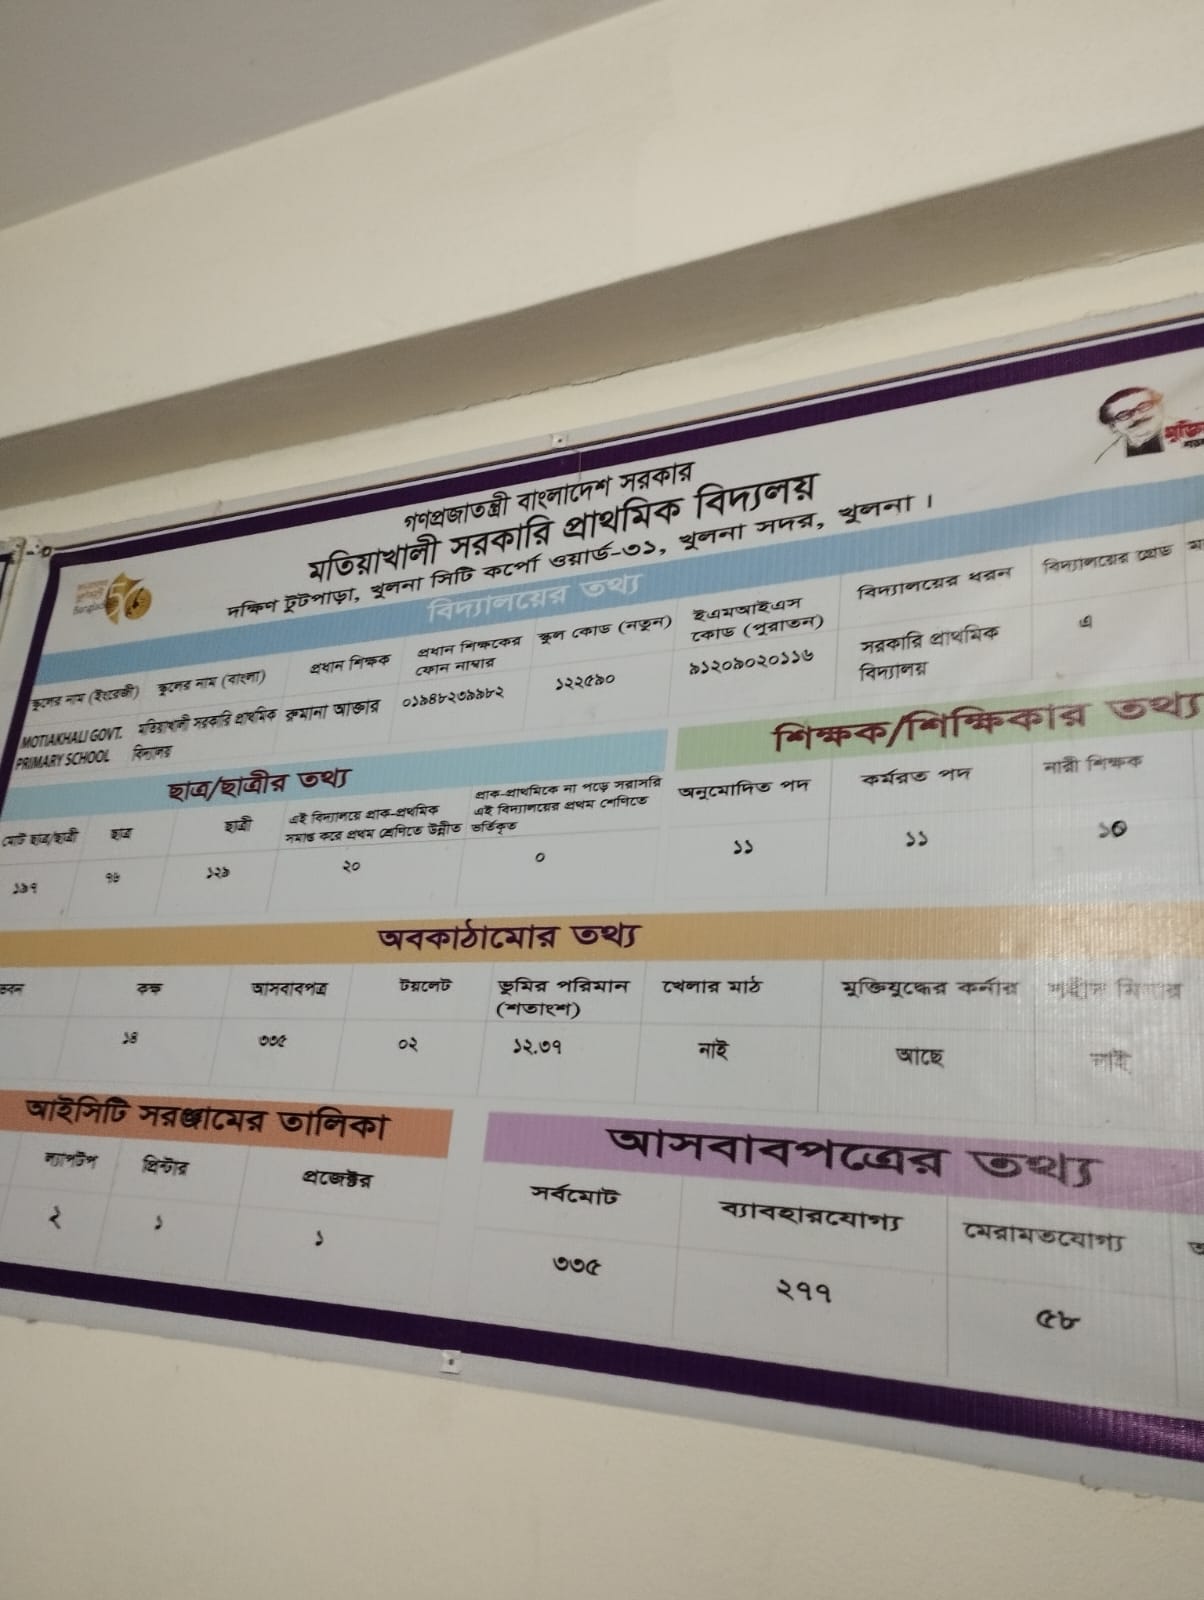 গণপ্রজাতন্ত্রী বাংলাদেশ সরকার
মতিয়াখালী সরকারি প্রাথমিক বিদ্যালয়
দক্ষিণ টুটপাড়া, খুলনা সিটি কর্পো ওয়ার্ড-৩১, খুলনা সদর, খুলনা ।
বিদ্যালয়ের তথ্য
স্কুলের নাম (ইংরেজী) স্কুলের নাম (বাংলা) প্রধান শিক্ষক প্রধান শিক্ষকের ফোন নাম্বার স্কুল কোড (নতুন) ইএমআইএস কোড (পুরাতন) বিদ্যালয়ের ধরন বিদ্যালয়ের গ্রেড
MOTIAKHALI GOVT. PRIMARY SCHOOL মতিয়াখালী সরকারি প্রাথমিক বিদ্যালয় রুমানা আক্তার ০১৯৪৮২৩৯৯৮২ ১২২৫৯০ ৯১২০৯০২০১১৬ সরকারি প্রাথমিক বিদ্যালয় এ
ছাত্র/ছাত্রীর তথ্য
মোট ছাত্র/ছাত্রী ছাত্র ছাত্রী এই বিদ্যালয়ে প্রাক-প্রথমিক সমাপ্ত করে প্রথম শ্রেণিতে উন্নীত প্রাক-প্রাথমিকে না পড়ে সরাসরি এই বিদ্যালয়ের প্রথম শ্রেণিতে ভর্তিকৃত
১২৯ ২০ ০
শিক্ষক/শিক্ষিকার তথ্য
অনুমোদিত পদ কর্মরত পদ নারী শিক্ষক
১১ ১১ ১০
অবকাঠামোর তথ্য
ভবন কক্ষ আসবাবপত্র টয়লেট ভূমির পরিমান (শতাংশ) খেলার মাঠ মুক্তিযুদ্ধের কর্নার শহীদ মিনার
১৪ ৩৩৫ ০২ ১২.৩৭ নাই আছে নাই
আইসিটি সরঞ্জামের তালিকা
ল্যাপটপ প্রিন্টার প্রজেক্টর
২ ১ ১
আসবাবপত্রের তথ্য
সর্বমোট ব্যাবহারযোগ্য মেরামতযোগ্য
৩৩৫ ২৭৭ ৫৮